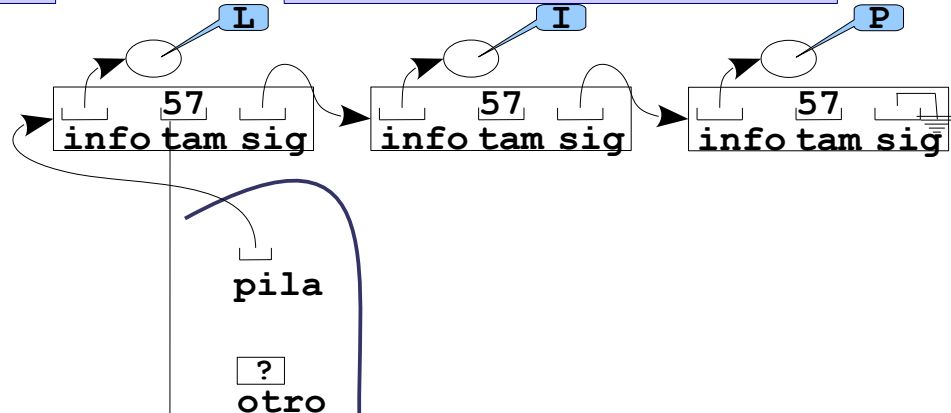 L I P
57 57 57
info tam sig info tam sig info tam sig
pila
?
otro